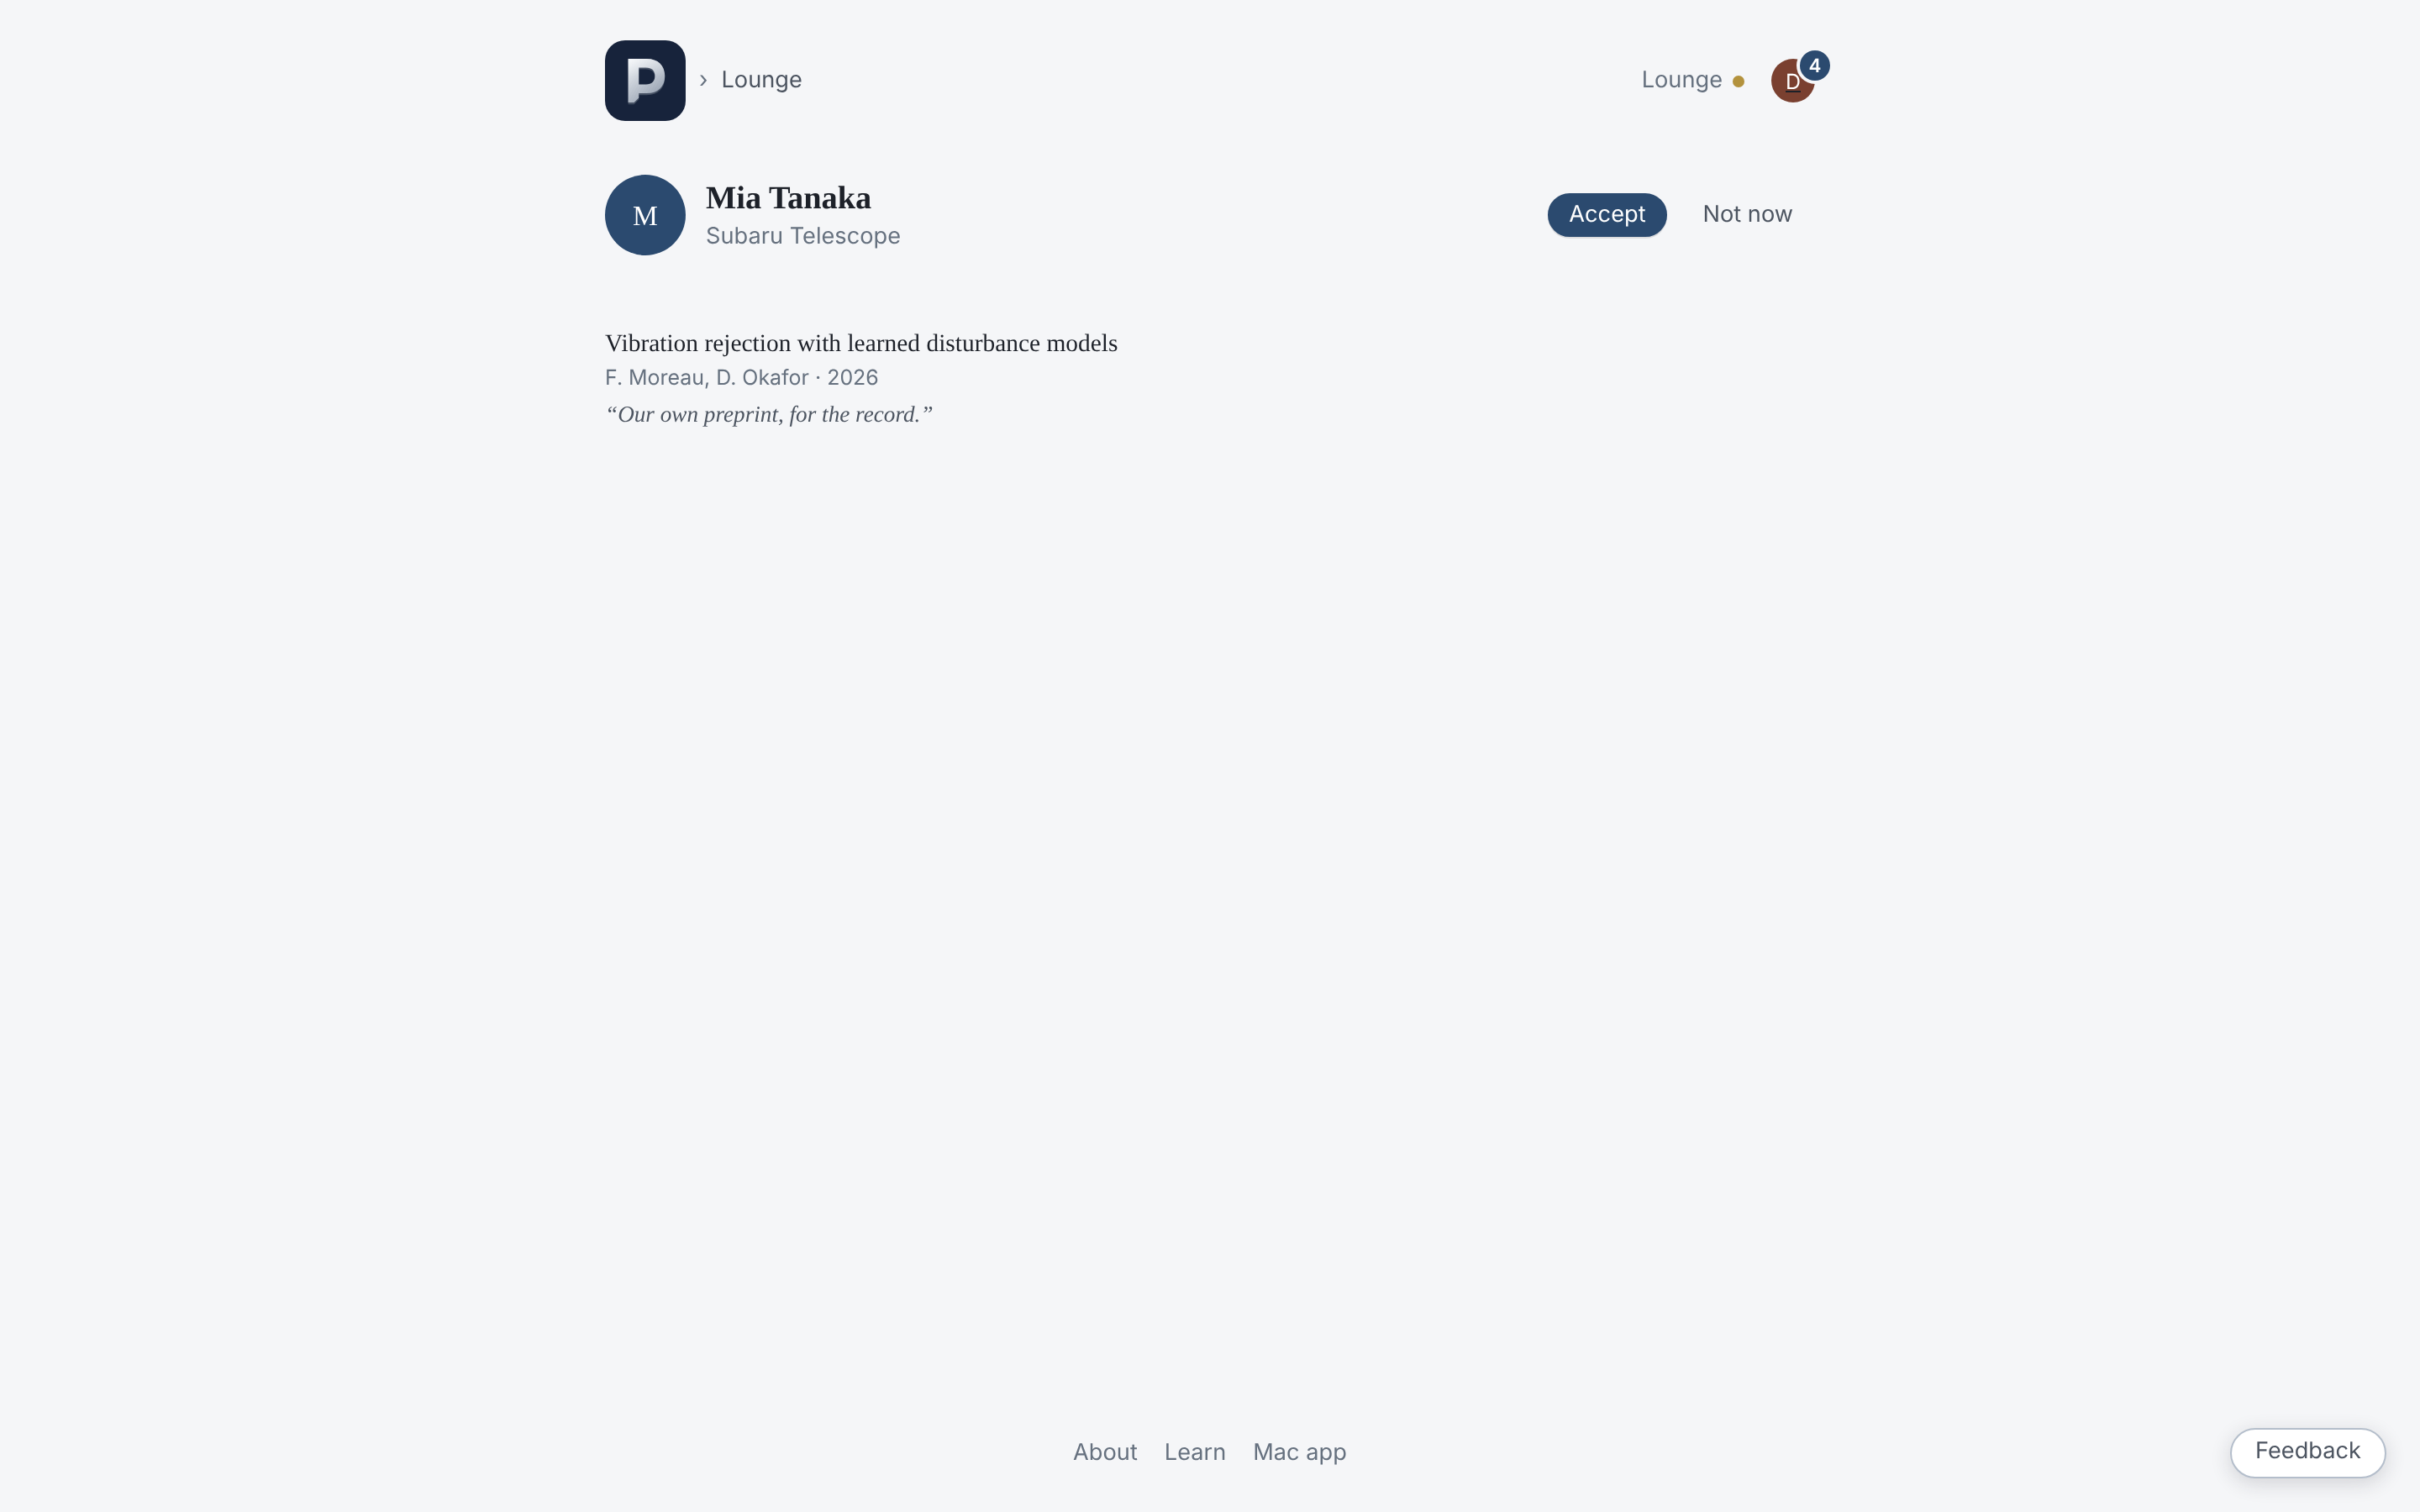 P › Lounge
Lounge D 4
M
Mia Tanaka
Subaru Telescope
Accept Not now
Vibration rejection with learned disturbance models
F. Moreau, D. Okafor · 2026
“Our own preprint, for the record.”
About Learn Mac app
Feedback